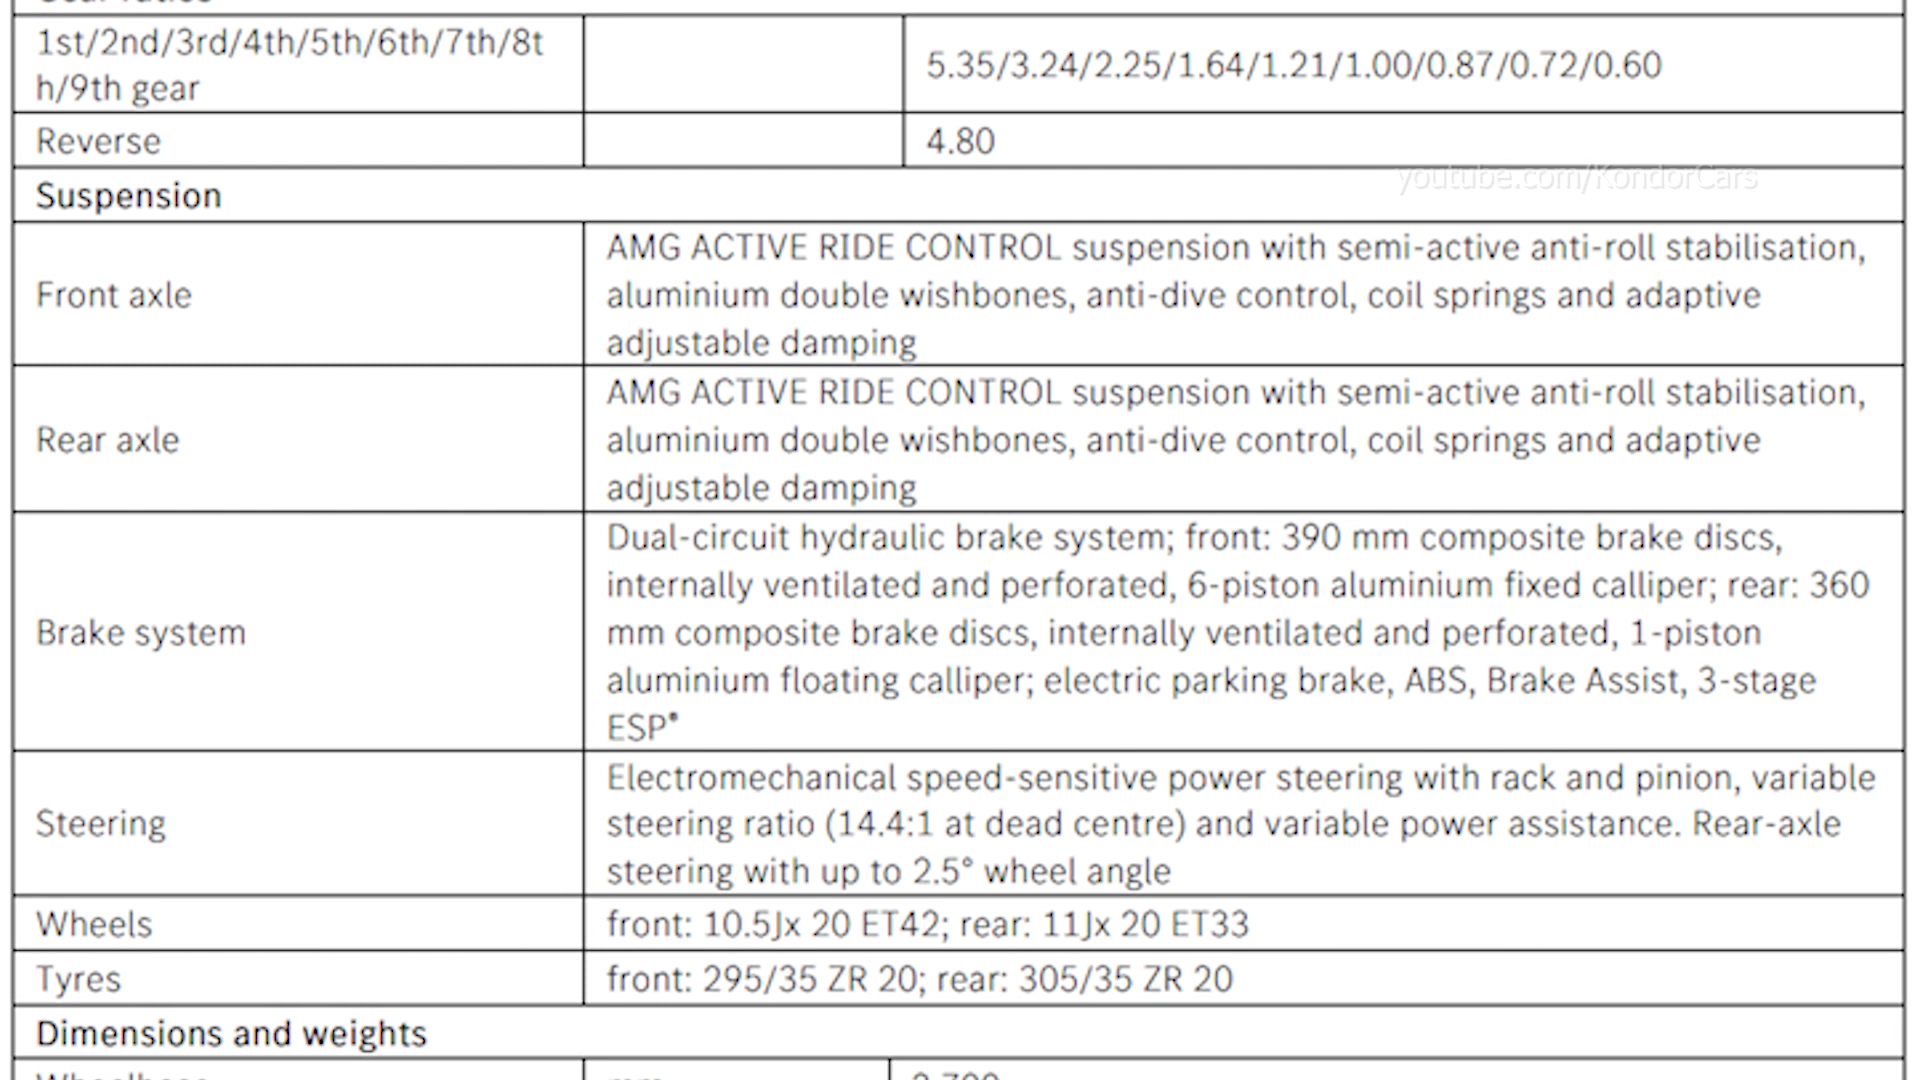 Gear ratios
1st/2nd/3rd/4th/5th/6th/7th/8t
h/9th gear
5.35/3.24/2.25/1.64/1.21/1.00/0.87/0.72/0.60
Reverse
4.80
youtube.com/KondorCars
Suspension
Front axle
AMG ACTIVE RIDE CONTROL suspension with semi-active anti-roll stabilisation,
aluminium double wishbones, anti-dive control, coil springs and adaptive
adjustable damping
Rear axle
AMG ACTIVE RIDE CONTROL suspension with semi-active anti-roll stabilisation,
aluminium double wishbones, anti-dive control, coil springs and adaptive
adjustable damping
Brake system
Dual-circuit hydraulic brake system; front: 390 mm composite brake discs,
internally ventilated and perforated, 6-piston aluminium fixed calliper; rear: 360
mm composite brake discs, internally ventilated and perforated, 1-piston
aluminium floating calliper; electric parking brake, ABS, Brake Assist, 3-stage
ESP®
Steering
Electromechanical speed-sensitive power steering with rack and pinion, variable
steering ratio (14.4:1 at dead centre) and variable power assistance. Rear-axle
steering with up to 2.5° wheel angle
Wheels
front: 10.5Jx 20 ET42; rear: 11Jx 20 ET33
Tyres
front: 295/35 ZR 20; rear: 305/35 ZR 20
Dimensions and weights
Wheelbase
mm